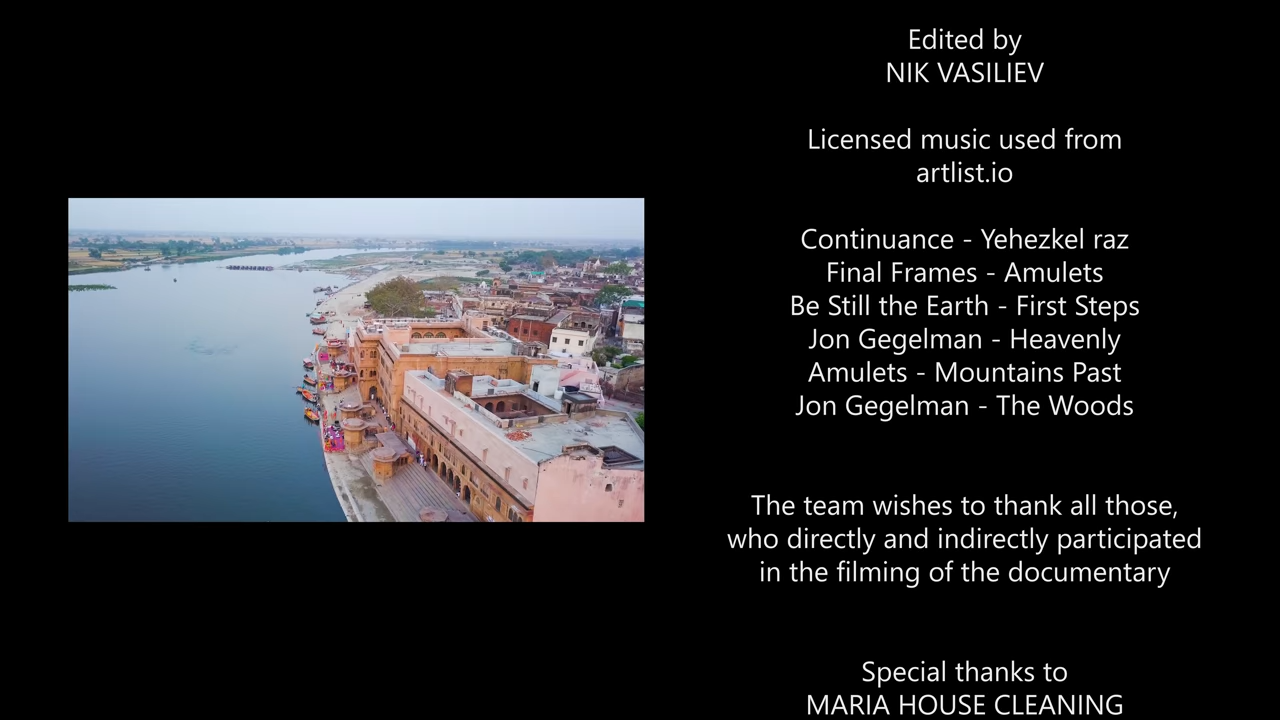 Edited by
NIK VASILIEV
Licensed music used from
artlist.io
Continuance - Yehezkel raz
Final Frames - Amulets
Be Still the Earth - First Steps
Jon Gegelman - Heavenly
Amulets - Mountains Past
Jon Gegelman - The Woods
The team wishes to thank all those,
who directly and indirectly participated
in the filming of the documentary
Special thanks to
MARIA HOUSE CLEANING